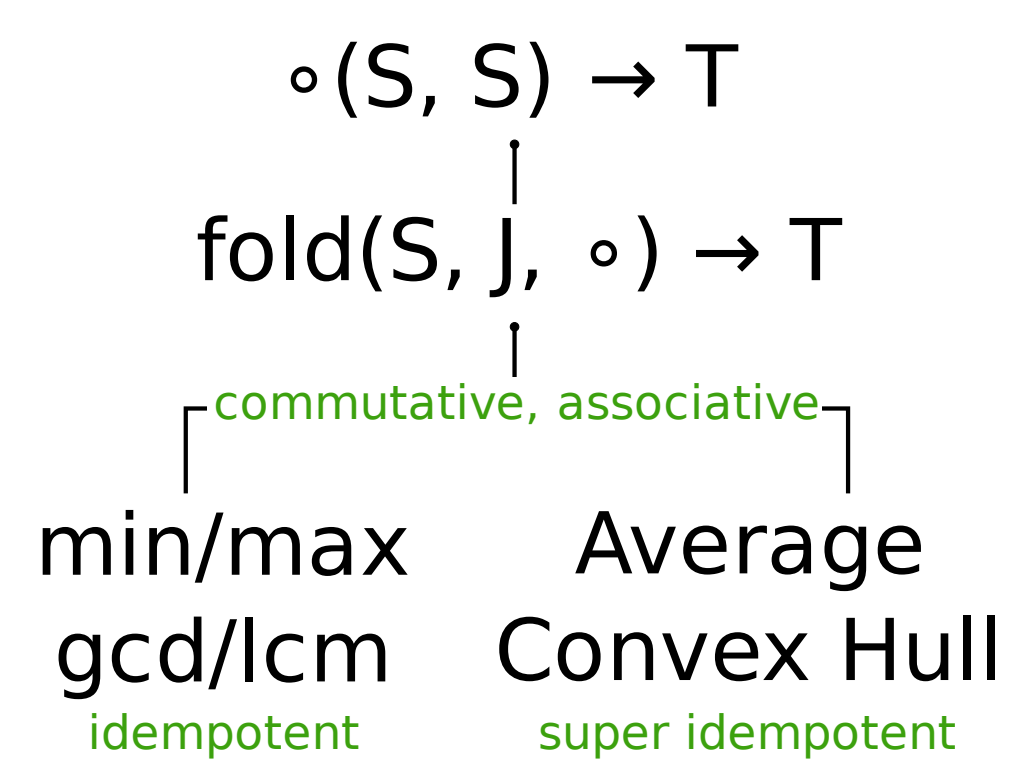 ∘(S, S) → T
fold(S, J, ∘) → T
commutative, associative
min/max
gcd/lcm
idempotent
Average
Convex Hull
super idempotent